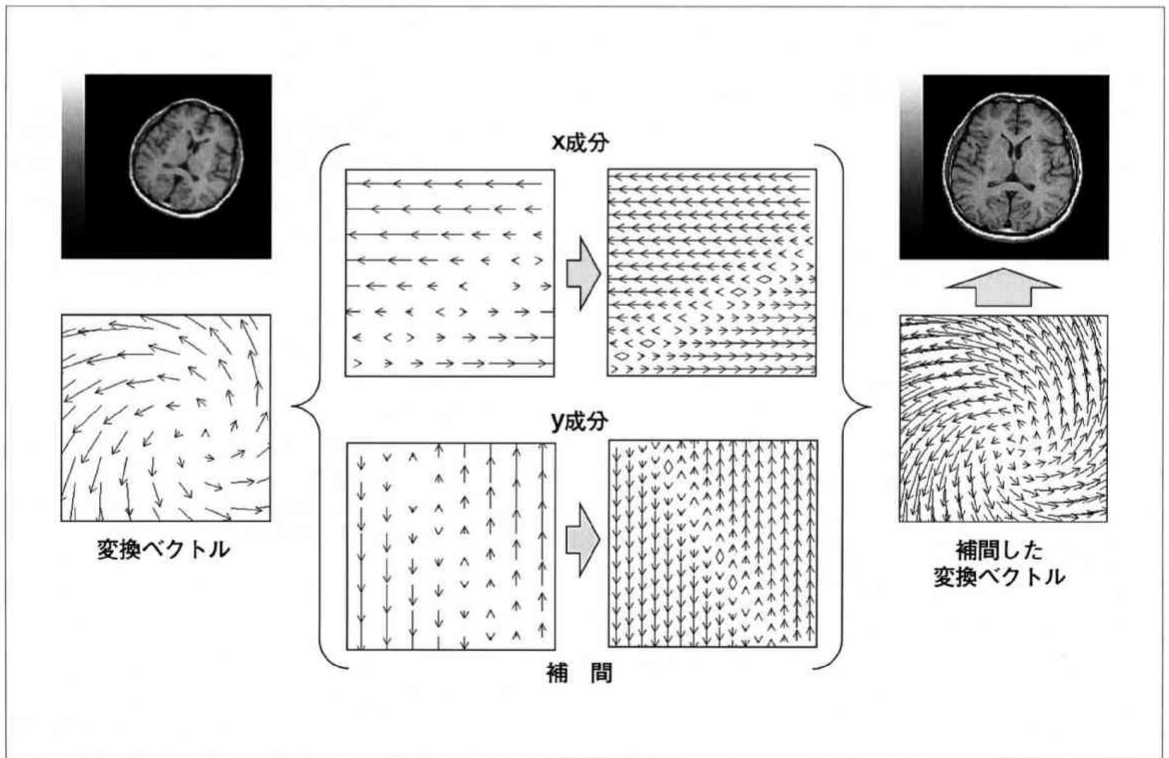 x成分
y成分
変換ベクトル
補間した
変換ベクトル
補 間